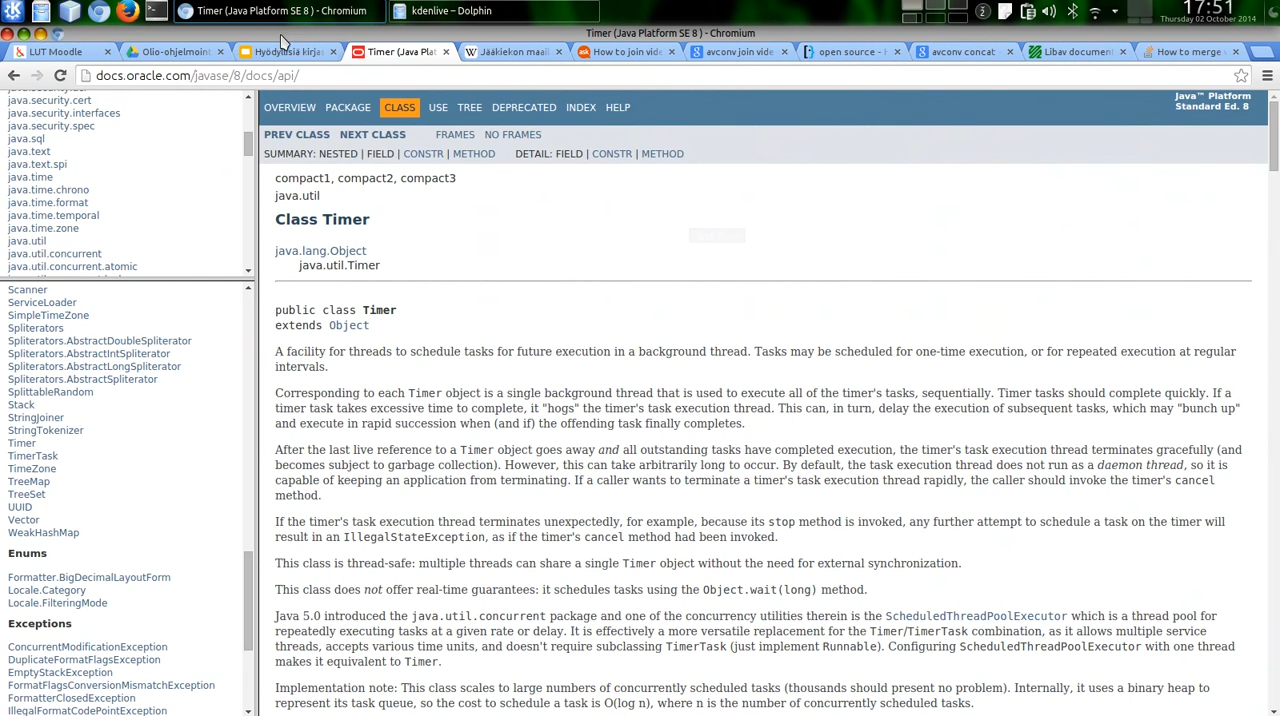 Timer (Java Platform SE 8 ) - Chromium
kdenlive – Dolphin
17:51
Thursday 02 October 2014
Timer (Java Platform SE 8 ) - Chromium
LUT Moodle
Olio-ohjelmoint
Hyödyllisiä kirjas
Timer (Java Plat
Jääkiekon maail
How to join vide
avconv join vide
open source - H
avconv concat
Libav document
How to merge v
docs.oracle.com/javase/8/docs/api/
java.security.cert
java.security.interfaces
java.security.spec
java.sql
java.text
java.text.spi
java.time
java.time.chrono
java.time.format
java.time.temporal
java.time.zone
java.util
java.util.concurrent
java.util.concurrent.atomic
Scanner
ServiceLoader
SimpleTimeZone
Spliterators
Spliterators.AbstractDoubleSpliterator
Spliterators.AbstractIntSpliterator
Spliterators.AbstractLongSpliterator
Spliterators.AbstractSpliterator
SplittableRandom
Stack
StringJoiner
StringTokenizer
Timer
TimerTask
TimeZone
TreeMap
TreeSet
UUID
Vector
WeakHashMap
Enums
Formatter.BigDecimalLayoutForm
Locale.Category
Locale.FilteringMode
Exceptions
ConcurrentModificationException
DuplicateFormatFlagsException
EmptyStackException
FormatFlagsConversionMismatchException
FormatterClosedException
IllegalFormatCodePointException
OVERVIEW PACKAGE CLASS USE TREE DEPRECATED INDEX HELP
Java™ Platform
Standard Ed. 8
PREV CLASS NEXT CLASS FRAMES NO FRAMES
SUMMARY: NESTED | FIELD | CONSTR | METHOD DETAIL: FIELD | CONSTR | METHOD
compact1, compact2, compact3
java.util
Class Timer
java.lang.Object
java.util.Timer
public class Timer
extends Object
A facility for threads to schedule tasks for future execution in a background thread. Tasks may be scheduled for one-time execution, or for repeated execution at regular
intervals.
Corresponding to each Timer object is a single background thread that is used to execute all of the timer's tasks, sequentially. Timer tasks should complete quickly. If a
timer task takes excessive time to complete, it "hogs" the timer's task execution thread. This can, in turn, delay the execution of subsequent tasks, which may "bunch up"
and execute in rapid succession when (and if) the offending task finally completes.
After the last live reference to a Timer object goes away and all outstanding tasks have completed execution, the timer's task execution thread terminates gracefully (and
becomes subject to garbage collection). However, this can take arbitrarily long to occur. By default, the task execution thread does not run as a daemon thread, so it is
capable of keeping an application from terminating. If a caller wants to terminate a timer's task execution thread rapidly, the caller should invoke the timer's cancel
method.
If the timer's task execution thread terminates unexpectedly, for example, because its stop method is invoked, any further attempt to schedule a task on the timer will
result in an IllegalStateException, as if the timer's cancel method had been invoked.
This class is thread-safe: multiple threads can share a single Timer object without the need for external synchronization.
This class does not offer real-time guarantees: it schedules tasks using the Object.wait(long) method.
Java 5.0 introduced the java.util.concurrent package and one of the concurrency utilities therein is the ScheduledThreadPoolExecutor which is a thread pool for
repeatedly executing tasks at a given rate or delay. It is effectively a more versatile replacement for the Timer/TimerTask combination, as it allows multiple service
threads, accepts various time units, and doesn't require subclassing TimerTask (just implement Runnable). Configuring ScheduledThreadPoolExecutor with one thread
makes it equivalent to Timer.
Implementation note: This class scales to large numbers of concurrently scheduled tasks (thousands should present no problem). Internally, it uses a binary heap to
represent its task queue, so the cost to schedule a task is O(log n), where n is the number of concurrently scheduled tasks.